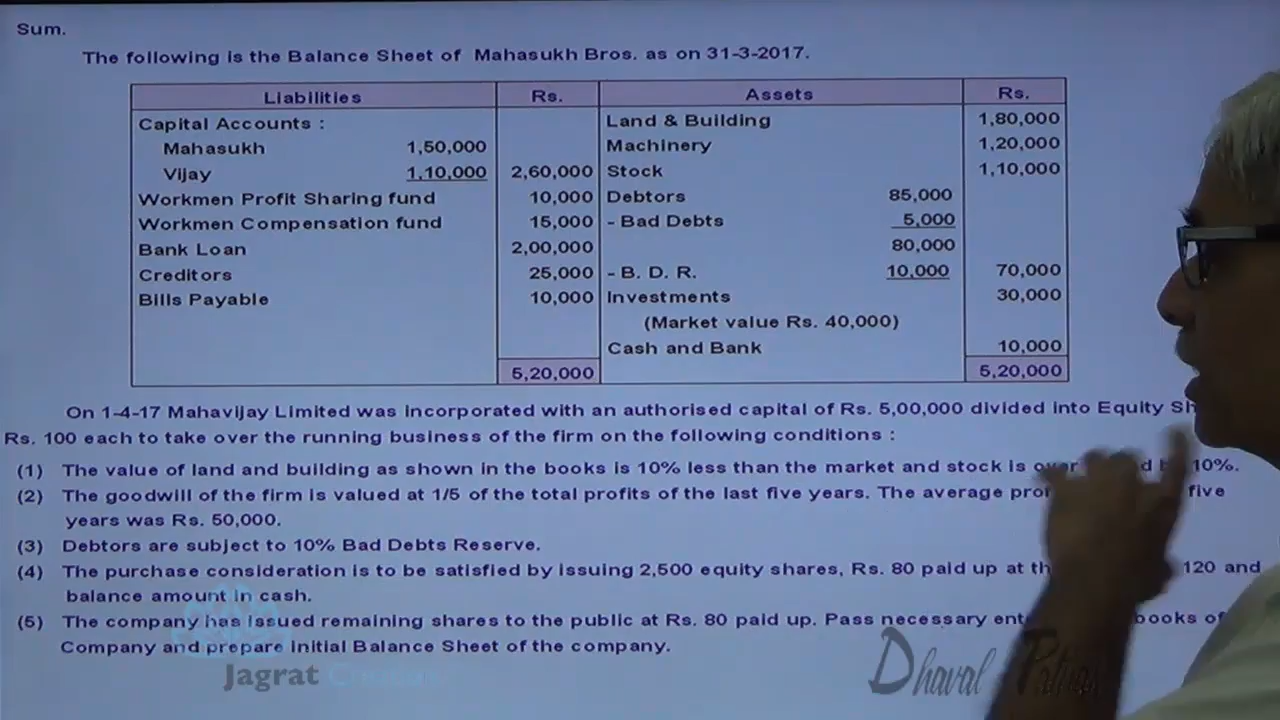 Sum.
The following is the Balance Sheet of Mahasukh Bros. as on 31-3-2017.
Liabilities Rs. Assets Rs.
Capital Accounts : Land & Building 1,80,000
Mahasukh 1,50,000 Machinery 1,20,000
Vijay 1,10,000 2,60,000 Stock 1,10,000
Workmen Profit Sharing fund 10,000 Debtors 85,000
Workmen Compensation fund 15,000 - Bad Debts 5,000
Bank Loan 2,00,000 80,000
Creditors 25,000 - B. D. R. 10,000 70,000
Bills Payable 10,000 Investments 30,000
(Market value Rs. 40,000)
Cash and Bank 10,000
5,20,000 5,20,000
On 1-4-17 Mahavijay Limited was incorporated with an authorised capital of Rs. 5,00,000 divided into Equity
Rs. 100 each to take over the running business of the firm on the following conditions :
(1) The value of land and building as shown in the books is 10% less than the market and stock is 10%.
(2) The goodwill of the firm is valued at 1/5 of the total profits of the last five years. The average five
years was Rs. 50,000.
(3) Debtors are subject to 10% Bad Debts Reserve.
(4) The purchase consideration is to be satisfied by issuing 2,500 equity shares, Rs. 80 paid up at 120 and
balance amount in cash.
(5) The company has issued remaining shares to the public at Rs. 80 paid up. Pass necessary books of
Company and prepare initial Balance Sheet of the company.
Jagrat
Dhaval